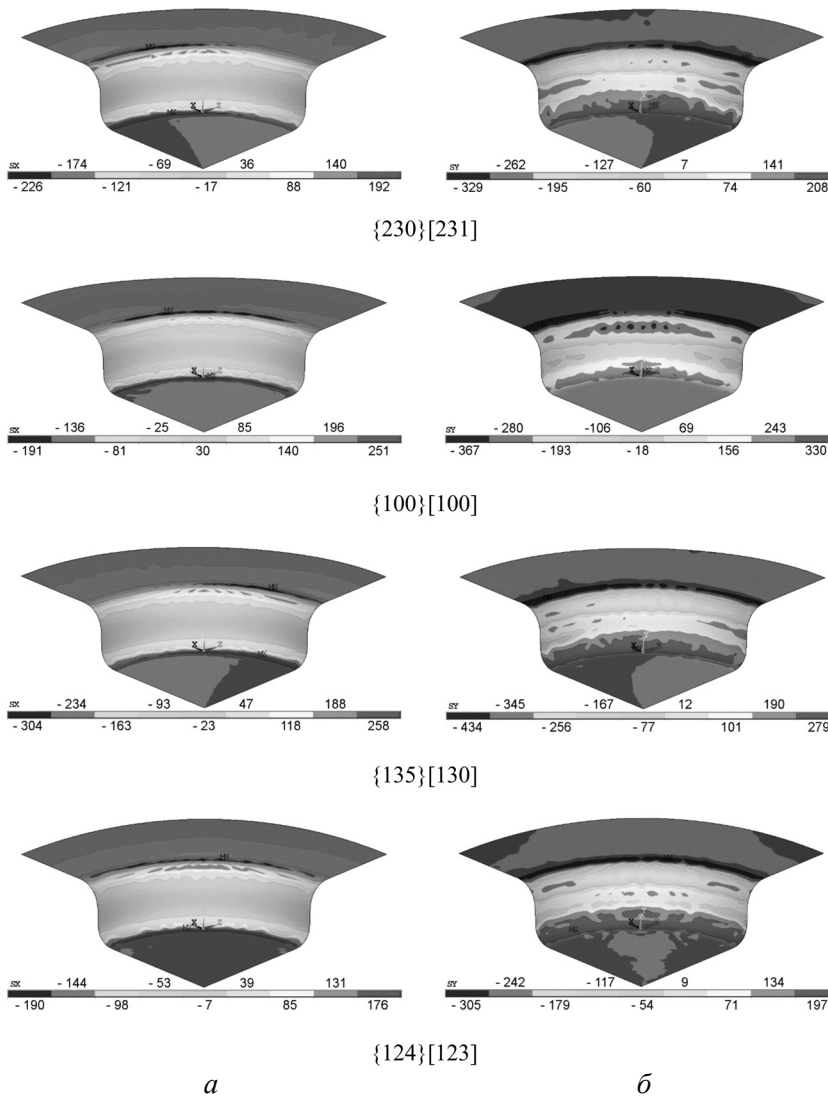 SX - 174 - 69 36 140
- 226 - 121 - 17 88 192
SY - 262 - 127 7 141
- 329 - 195 - 60 74 208
{230}[231]
SX - 136 - 25 85 196
- 191 - 81 30 140 251
SY - 280 -106 69 243
- 367 - 193 - 18 156 330
{100}[100]
SX - 234 - 93 47 188
- 304 - 163 - 23 118 258
SY - 345 - 167 12 190
- 434 - 256 - 77 101 279
{135}[130]
SX - 144 - 53 39 131
- 190 - 98 - 7 85 176
SY - 242 - 117 9 134
- 305 - 179 - 54 71 197
{124}[123]
а б